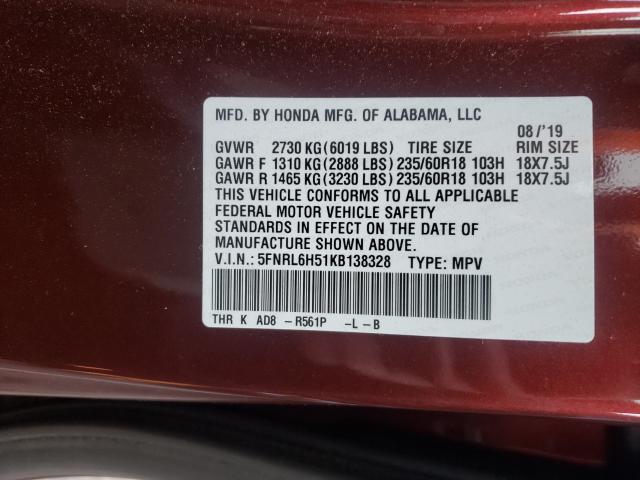 MFD. BY HONDA MFG. OF ALABAMA, LLC
08/'19
GVWR 2730 KG(6019 LBS) TIRE SIZE RIM SIZE
GAWR F 1310 KG(2888 LBS) 235/60R18 103H 18X7.5J
GAWR R 1465 KG(3230 LBS) 235/60R18 103H 18X7.5J
THIS VEHICLE CONFORMS TO ALL APPLICABLE
FEDERAL MOTOR VEHICLE SAFETY
STANDARDS IN EFFECT ON THE DATE OF
MANUFACTURE SHOWN ABOVE.
V.I.N.: 5FNRL6H51KB138328 TYPE: MPV
THR K AD8 -R561P -L-B